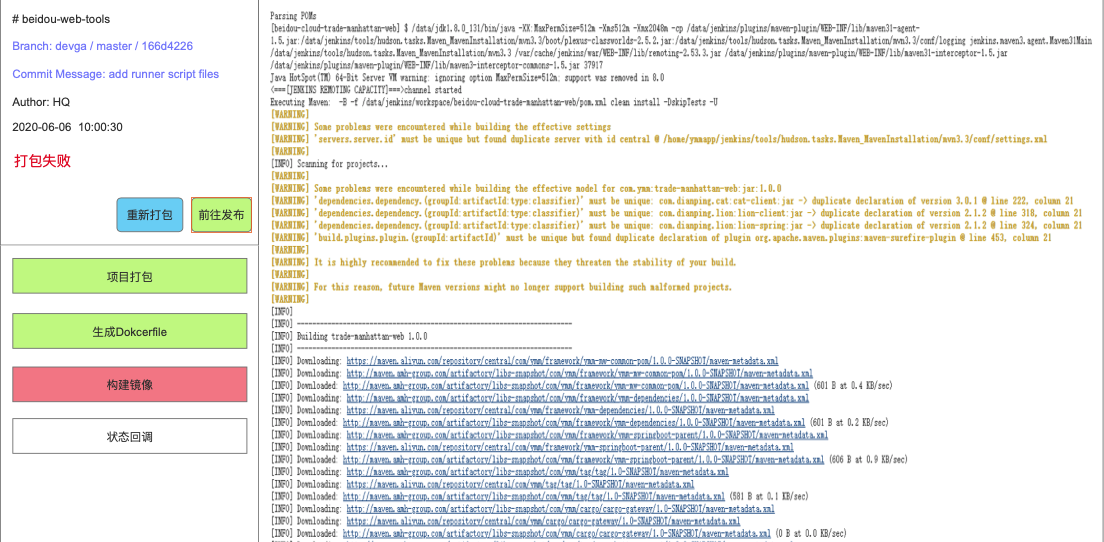 # beidou-web-tools
Branch: devga / master / 166d4226
Commit Message: add runner script files
Author: HQ
2020-06-06  10:00:30
打包失败
重新打包
前往发布
项目打包
生成Dokcerfile
构建镜像
状态回调
Parsing POMs
[beidou-cloud-trade-manhattan-web] $ /data/jdk1.8.0_131/bin/java -XX:MaxPermSize=512m -Xms512m -Xmx2048m -cp /data/jenkins/plugins/maven-plugin/WEB-INF/lib/maven31-agent-
1.5.jar:/data/jenkins/tools/hudson.tasks.Maven_MavenInstallation/mvn3.3/boot/plexus-classworlds-2.5.2.jar:/data/jenkins/tools/hudson.tasks.Maven_MavenInstallation/mvn3.3/conf/logging jenkins.maven3.agent.Maven31Main
/data/jenkins/tools/hudson.tasks.Maven_MavenInstallation/mvn3.3 /var/cache/jenkins/war/WEB-INF/lib/remoting-2.53.3.jar /data/jenkins/plugins/maven-plugin/WEB-INF/lib/maven31-interceptor-1.5.jar
/data/jenkins/plugins/maven-plugin/WEB-INF/lib/maven3-interceptor-commons-1.5.jar 37917
Java HotSpot(TM) 64-Bit Server VM warning: ignoring option MaxPermSize=512m; support was removed in 8.0
<===[JENKINS REMOTING CAPACITY]===>channel started
Executing Maven:  -B -f /data/jenkins/workspace/beidou-cloud-trade-manhattan-web/pom.xml clean install -DskipTests -U
[WARNING]
[WARNING] Some problems were encountered while building the effective settings
[WARNING] 'servers.server.id' must be unique but found duplicate server with id central @ /home/ymmapp/jenkins/tools/hudson.tasks.Maven_MavenInstallation/mvn3.3/conf/settings.xml
[WARNING]
[INFO] Scanning for projects...
[WARNING]
[WARNING] Some problems were encountered while building the effective model for com.ymm:trade-manhattan-web:jar:1.0.0
[WARNING] 'dependencies.dependency.(groupId:artifactId:type:classifier)' must be unique: com.dianping.cat:cat-client:jar -> duplicate declaration of version 3.0.1 @ line 222, column 21
[WARNING] 'dependencies.dependency.(groupId:artifactId:type:classifier)' must be unique: com.dianping.lion:lion-client:jar -> duplicate declaration of version 2.1.2 @ line 318, column 21
[WARNING] 'dependencies.dependency.(groupId:artifactId:type:classifier)' must be unique: com.dianping.lion:lion-spring:jar -> duplicate declaration of version 2.1.2 @ line 324, column 21
[WARNING] 'build.plugins.plugin.(groupId:artifactId)' must be unique but found duplicate declaration of plugin org.apache.maven.plugins:maven-surefire-plugin @ line 453, column 21
[WARNING]
[WARNING] It is highly recommended to fix these problems because they threaten the stability of your build.
[WARNING]
[WARNING] For this reason, future Maven versions might no longer support building such malformed projects.
[WARNING]
[INFO]
[INFO] ------------------------------------------------------------------------
[INFO] Building trade-manhattan-web 1.0.0
[INFO] ------------------------------------------------------------------------
[INFO] Downloading: https://maven.aliyun.com/repository/central/com/ymm/framework/ymm-mw-common-pom/1.0.0-SNAPSHOT/maven-metadata.xml
[INFO] Downloading: http://maven.amh-group.com/artifactory/libs-snapshot/com/ymm/framework/ymm-mw-common-pom/1.0.0-SNAPSHOT/maven-metadata.xml
[INFO] Downloaded: http://maven.amh-group.com/artifactory/libs-snapshot/com/ymm/framework/ymm-mw-common-pom/1.0.0-SNAPSHOT/maven-metadata.xml (601 B at 0.4 KB/sec)
[INFO] Downloading: http://maven.amh-group.com/artifactory/libs-snapshot/com/ymm/framework/ymm-dependencies/1.0.0-SNAPSHOT/maven-metadata.xml
[INFO] Downloading: https://maven.aliyun.com/repository/central/com/ymm/framework/ymm-dependencies/1.0.0-SNAPSHOT/maven-metadata.xml
[INFO] Downloaded: http://maven.amh-group.com/artifactory/libs-snapshot/com/ymm/framework/ymm-dependencies/1.0.0-SNAPSHOT/maven-metadata.xml (601 B at 0.2 KB/sec)
[INFO] Downloading: http://maven.amh-group.com/artifactory/libs-snapshot/com/ymm/framework/ymm-springboot-parent/1.0.0-SNAPSHOT/maven-metadata.xml
[INFO] Downloading: https://maven.aliyun.com/repository/central/com/ymm/framework/ymm-springboot-parent/1.0.0-SNAPSHOT/maven-metadata.xml
[INFO] Downloaded: http://maven.amh-group.com/artifactory/libs-snapshot/com/ymm/framework/ymm-springboot-parent/1.0.0-SNAPSHOT/maven-metadata.xml (606 B at 0.9 KB/sec)
[INFO] Downloading: http://maven.amh-group.com/artifactory/libs-snapshot/com/ymm/tag/tag/1.0-SNAPSHOT/maven-metadata.xml
[INFO] Downloading: https://maven.aliyun.com/repository/central/com/ymm/tag/tag/1.0-SNAPSHOT/maven-metadata.xml
[INFO] Downloaded: http://maven.amh-group.com/artifactory/libs-snapshot/com/ymm/tag/tag/1.0-SNAPSHOT/maven-metadata.xml (581 B at 0.1 KB/sec)
[INFO] Downloading: http://maven.amh-group.com/artifactory/libs-snapshot/com/ymm/cargo/cargo-gateway/1.0-SNAPSHOT/maven-metadata.xml
[INFO] Downloading: https://maven.aliyun.com/repository/central/com/ymm/cargo/cargo-gateway/1.0-SNAPSHOT/maven-metadata.xml
[INFO] Downloaded: http://maven.amh-group.com/artifactory/libs-snapshot/com/ymm/cargo/cargo-gateway/1.0-SNAPSHOT/maven-metadata.xml (0 B at 0.0 KB/sec)